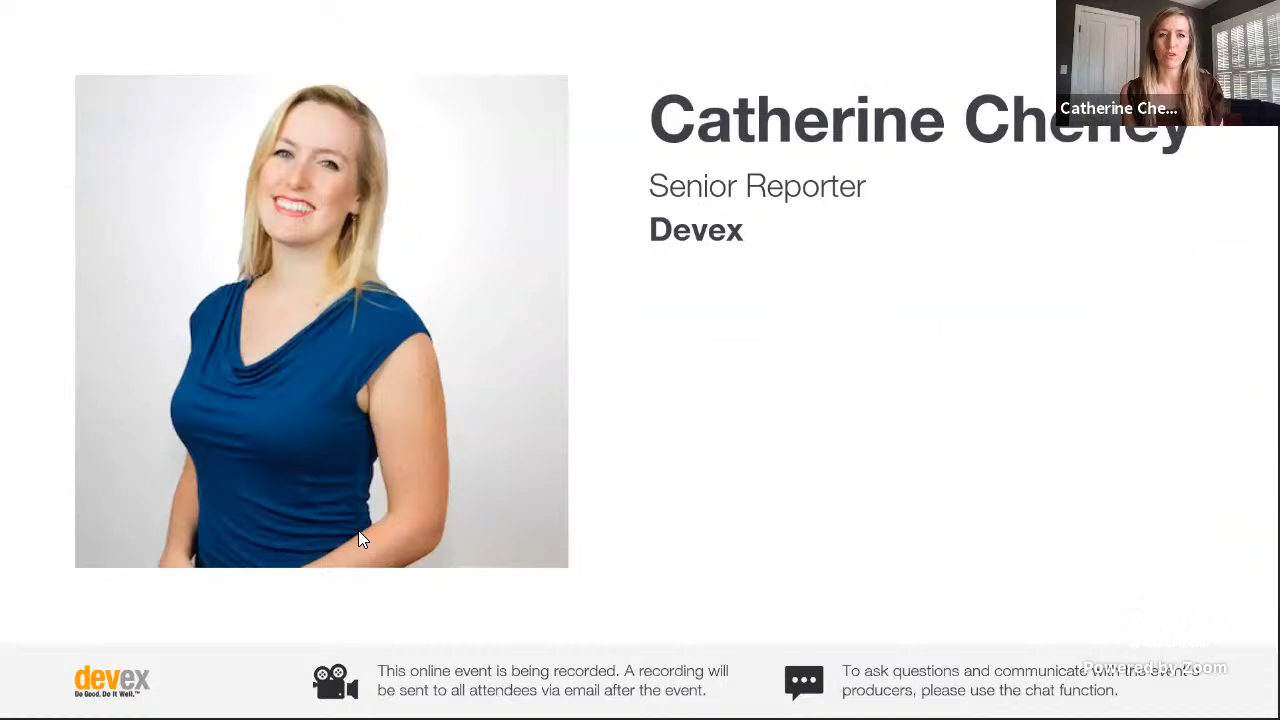 Catherine Cheney
Catherine Che...
Senior Reporter
Devex
devex
Do Good. Do It Well.™
This online event is being recorded. A recording will
be sent to all attendees via email after the event.
To ask questions and communicate with this event's
producers, please use the chat function.
Powered by Zoom